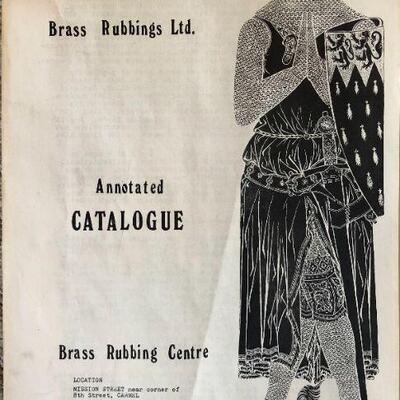 Brass Rubbings Ltd.
Annotated
CATALOGUE
Brass Rubbing Centre
LOCATION
MISSION STREET near corner of
8th Street, CARMEL